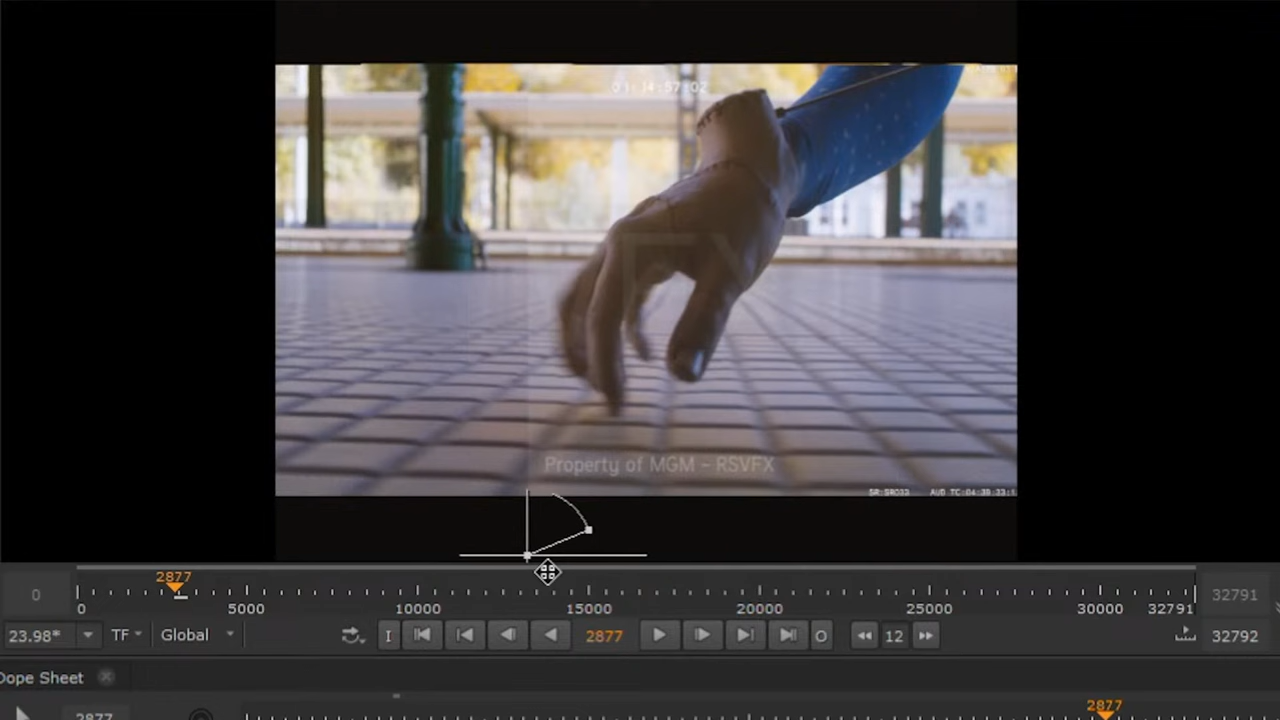 Property of MGM - RSVFX
2877
0
0
5000
10000
15000
20000
25000
30000
32791
32791
23.98*
TF
Global
I
2877
O
12
32792
Dope Sheet
2877
2877